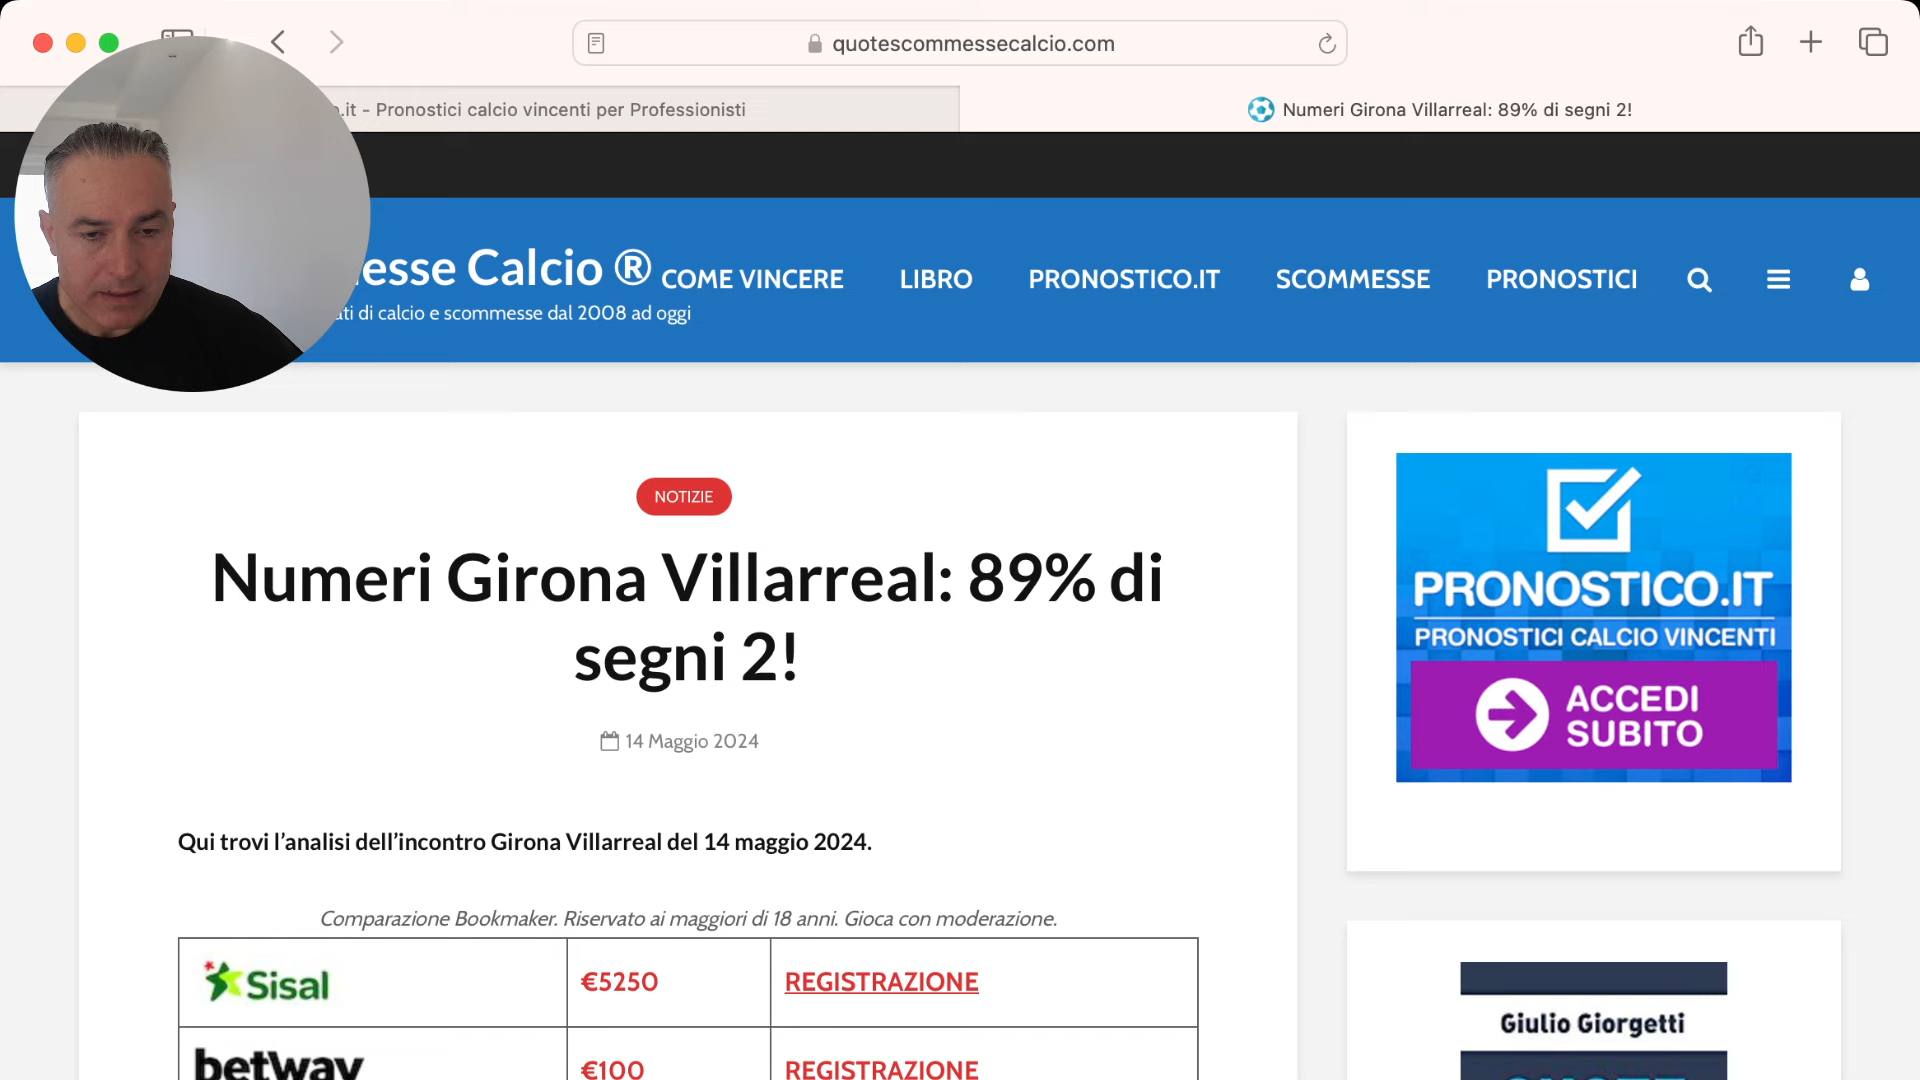 quotescommessecalcio.com
.it - Pronostici calcio vincenti per Professionisti
Numeri Girona Villarreal: 89% di segni 2!
esse Calcio ®
COME VINCERE
LIBRO
PRONOSTICO.IT
SCOMMESSE
PRONOSTICI
di calcio e scommesse dal 2008 ad oggi
NOTIZIE
Numeri Girona Villarreal: 89% di
segni 2!
14 Maggio 2024
Qui trovi l’analisi dell’incontro Girona Villarreal del 14 maggio 2024.
Comparazione Bookmaker. Riservato ai maggiori di 18 anni. Gioca con moderazione.
Sisal
€5250
REGISTRAZIONE
betway
€100
REGISTRAZIONE
PRONOSTICO.IT
PRONOSTICI CALCIO VINCENTI
ACCEDI
SUBITO
Giulio Giorgetti